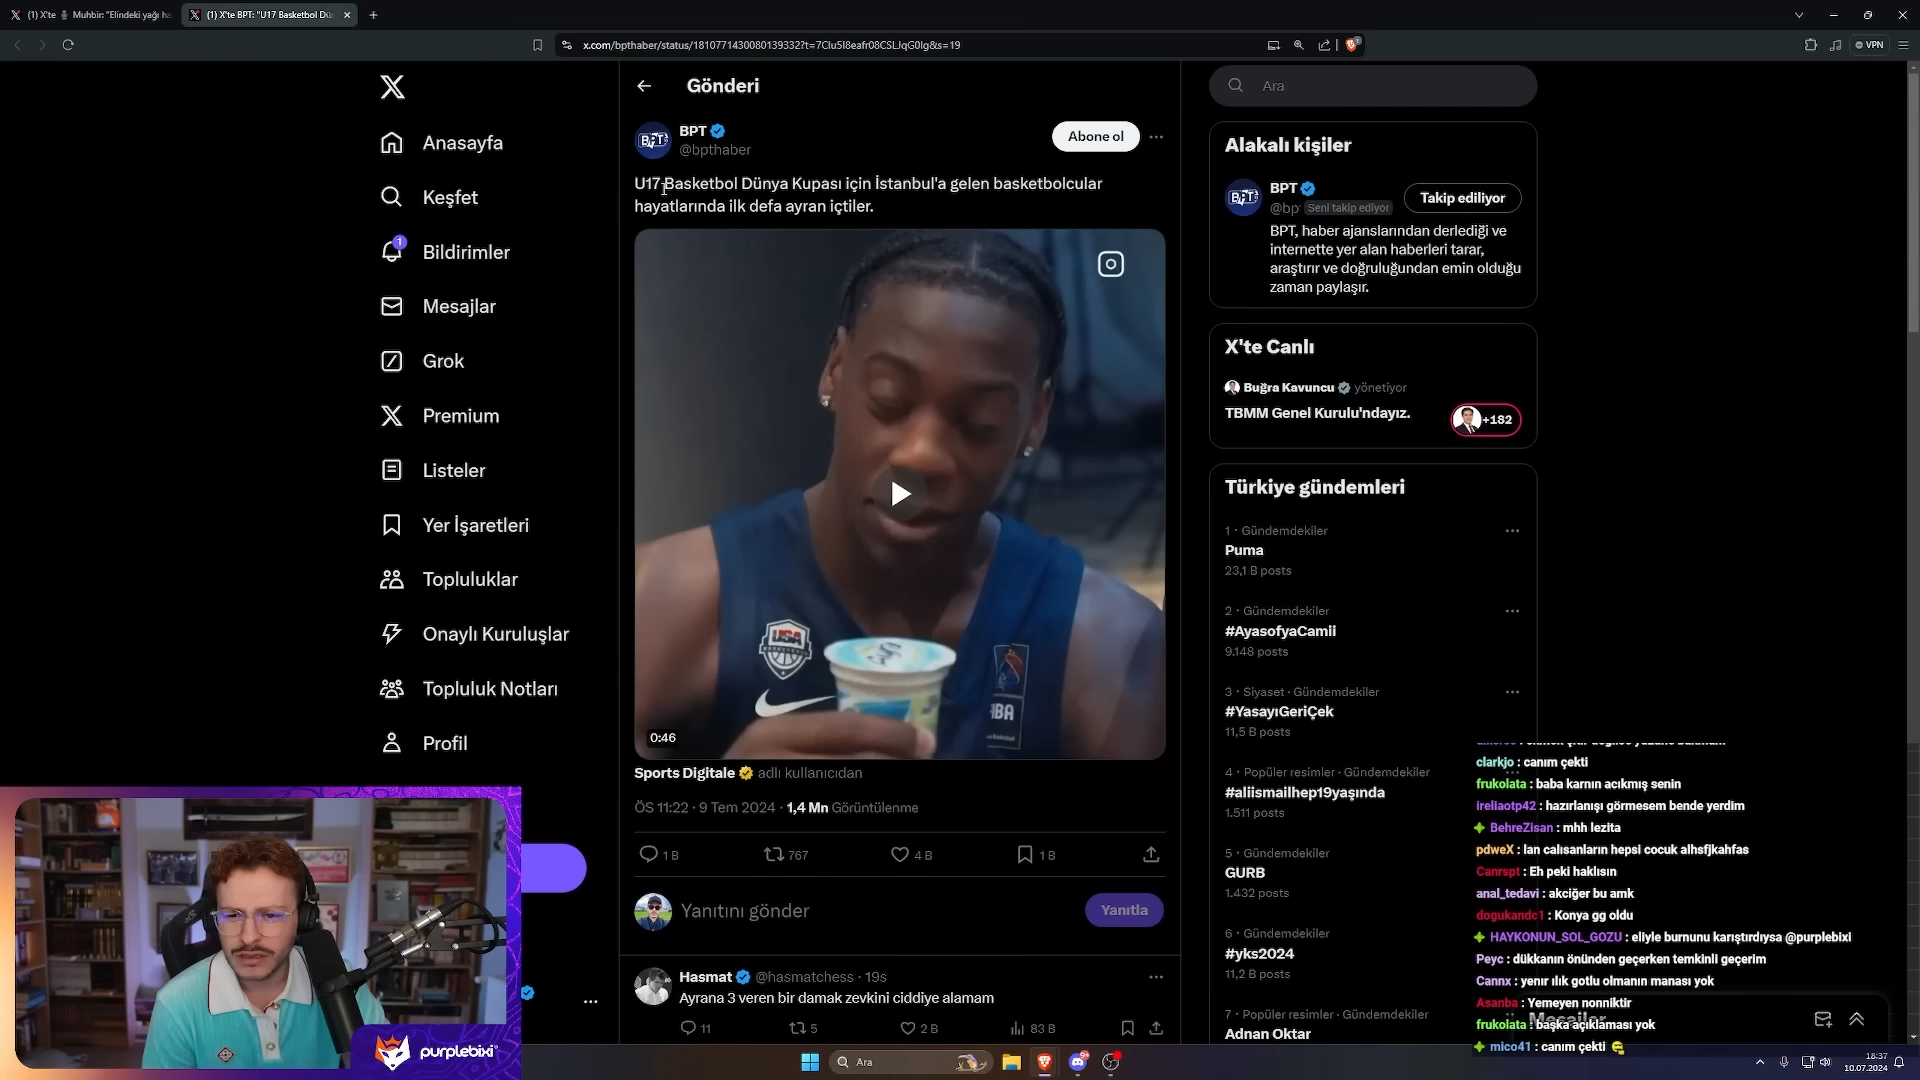 (1) X'te 🎙 Muhbir: "Elindeki yağı ha
(1) X'te BPT: "U17 Basketbol Dü
x.com/bpthaber/status/1810771430080139332?t=7Clu5l8eafr08CSLJqG0lg&s=19
VPN
Gönderi
Ara
Anasayfa
Keşfet
1
Bildirimler
Mesajlar
Grok
Premium
Listeler
Yer İşaretleri
Topluluklar
Onaylı Kuruluşlar
Topluluk Notları
Profil
BPT
@bpthaber
Abone ol
U17 Basketbol Dünya Kupası için İstanbul'a gelen basketbolcular
hayatlarında ilk defa ayran içtiler.
USA
BASKETBALL
0:46
Sports Digitale adlı kullanıcıdan
ÖS 11:22 · 9 Tem 2024 · 1,4 Mn Görüntülenme
1 B 767 4 B 1 B
Yanıtını gönder
Yanıtla
Hasmat @hasmatchess · 19s
Ayrana 3 veren bir damak zevkini ciddiye alamam
11 5 2 B 83 B
Alakalı kişiler
BPT
@bp Seni takip ediyor
Takip ediliyor
BPT, haber ajanslarından derlediği ve
internette yer alan haberleri tarar,
araştırır ve doğruluğundan emin olduğu
zaman paylaşır.
X'te Canlı
Buğra Kavuncu yönetiyor
TBMM Genel Kurulu'ndayız.
+182
Türkiye gündemleri
1 · Gündemdekiler
Puma
23,1 B posts
2 · Gündemdekiler
#AyasofyaCamii
9.148 posts
3 · Siyaset · Gündemdekiler
#YasayıGeriÇek
11,5 B posts
4 · Popüler resimler · Gündemdekiler
#aliismailhep19yaşında
1.511 posts
5 · Gündemdekiler
GURB
1.432 posts
6 · Gündemdekiler
#yks2024
11,2 B posts
7 · Popüler resimler · Gündemdekiler
Adnan Oktar
Mesajlar
clarkjo : canım çekti
frukolata : baba karnın acıkmış senin
ireliaotp42 : hazırlanışı görmesem bende yerdim
BehreZisan : mhh lezita
pdweX : lan calısanların hepsi cocuk alhsfjkahfas
Canrspt : Eh peki haklısın
anal_tedavi : akciğer bu amk
dogukandc1 : Konya gg oldu
HAYKONUN_SOL_GOZU : eliyle burnunu karıştırdıysa @purplebixi
Peyc : dükkanın önünden geçerken temkinli geçerim
Cannx : yenır ılık gotlu olmanın manası yok
Asanba : Yemeyen nonniktir
frukolata : başka açıklaması yok
mico41 : canım çekti
purplebixi
Ara
18:37
10.07.2024